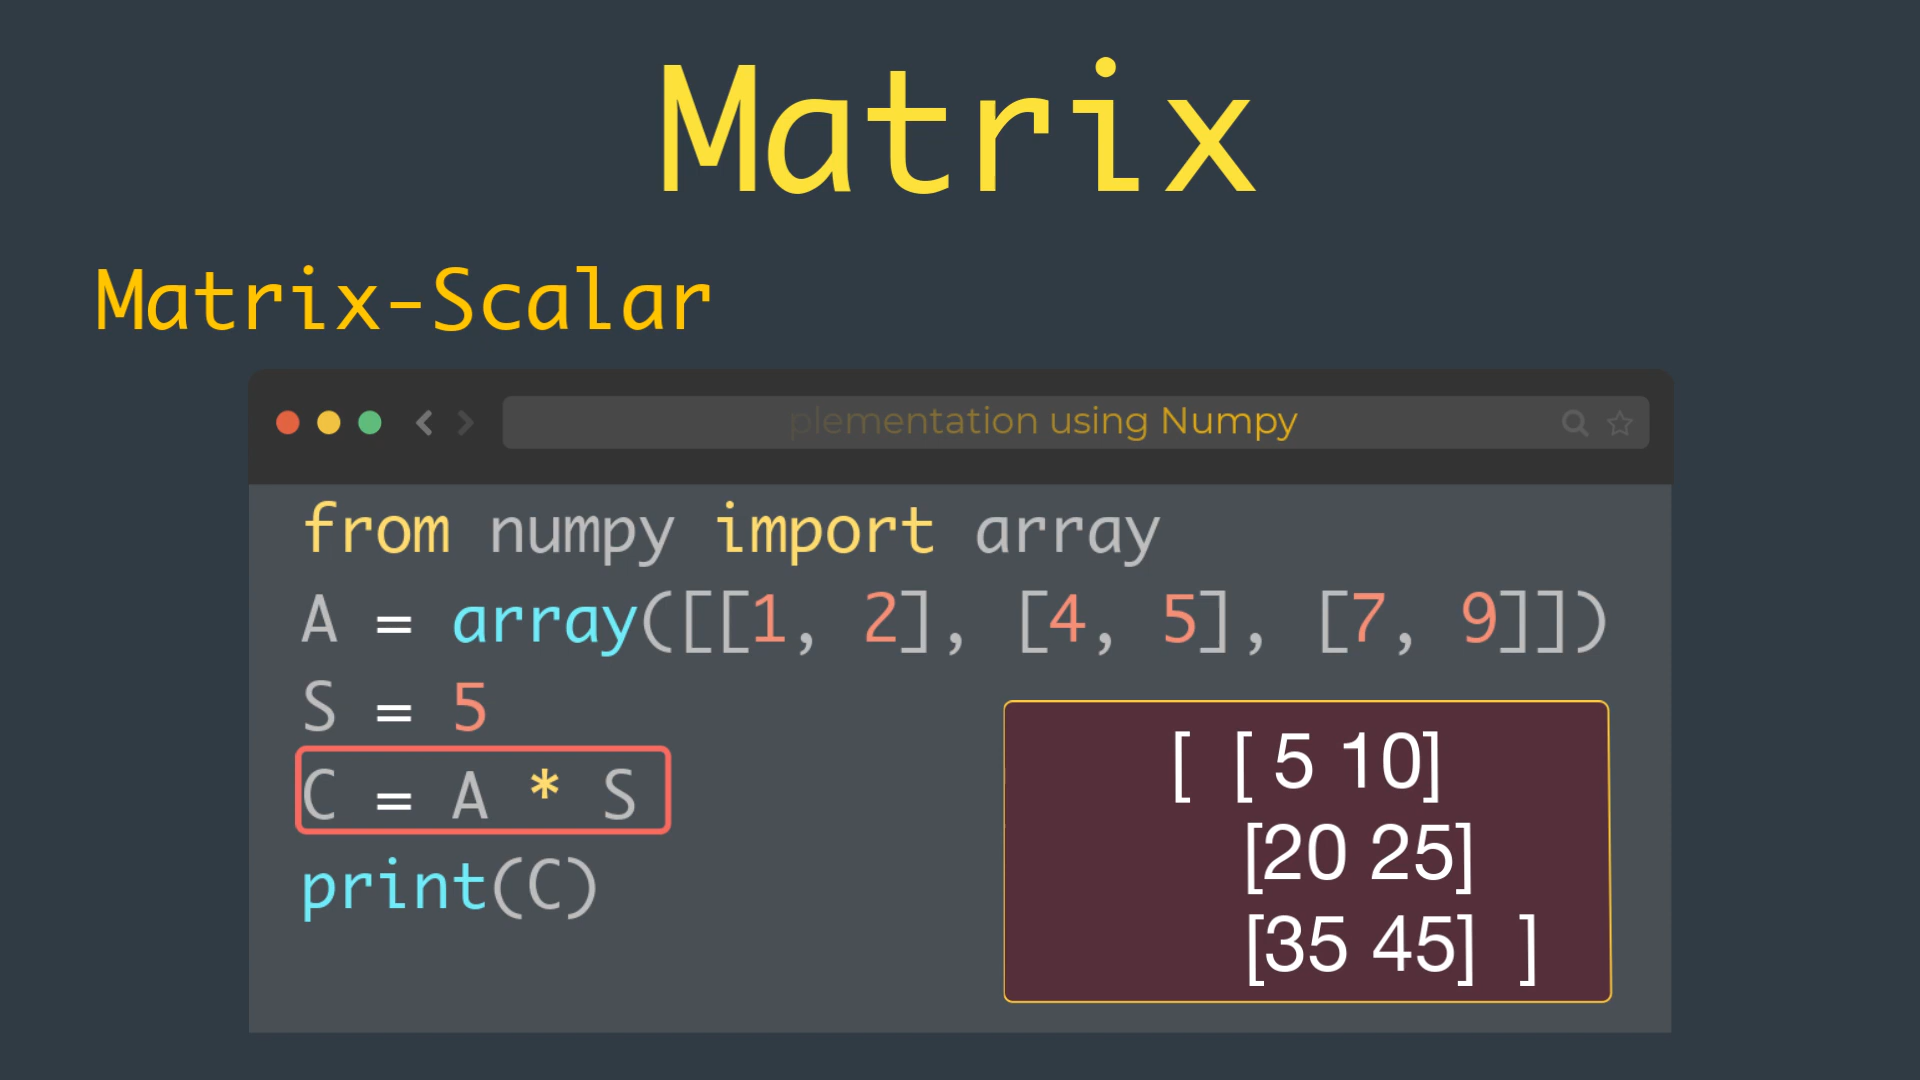 Matrix
Matrix-Scalar
plementation using Numpy
from numpy import array
A = array([[1, 2], [4, 5], [7, 9]])
S = 5
C = A * S
print(C)
[ [ 5 10]
[20 25]
[35 45] ]